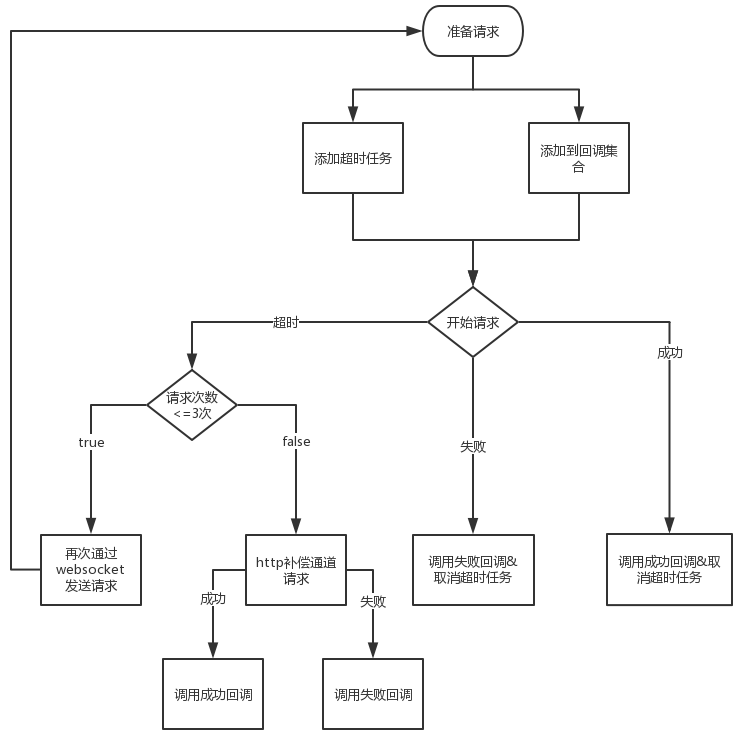 准备请求
添加超时任务
添加到回调集
合
开始请求
超时
成功
请求次数
<=3次
true
false
失败
再次通过
websocket
发送请求
http补偿通道
请求
调用失败回调&
取消超时任务
调用成功回调&取
消超时任务
成功
失败
调用成功回调
调用失败回调